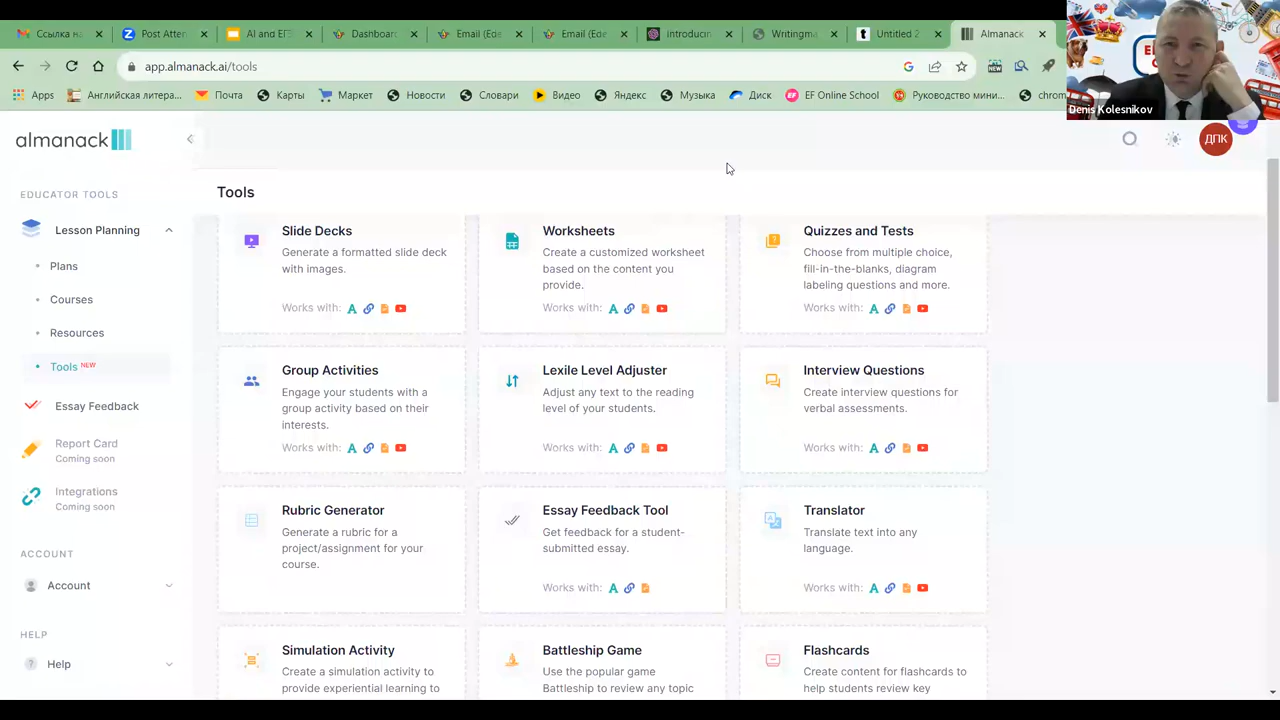 Ссылка на
Post Atten
AI and EГ
Dashboar
Email (Ede
Email (Ede
introducin
Writingma
Untitled 2
Almanack
app.almanack.ai/tools
NEW
Apps
Английская литера...
Почта
Карты
Маркет
Новости
Словари
Видео
Яндекс
Музыка
Диск
EF Online School
Руководство мини...
chrom
Denis Kolesnikov
almanack
ДПК
EDUCATOR TOOLS
Lesson Planning
Plans
Courses
Resources
Tools NEW
Essay Feedback
Report Card
Coming soon
Integrations
Coming soon
ACCOUNT
Account
HELP
Help
Tools
Slide Decks
Generate a formatted slide deck
with images.
Works with:
Worksheets
Create a customized worksheet
based on the content you
provide.
Works with:
Quizzes and Tests
Choose from multiple choice,
fill-in-the-blanks, diagram
labeling questions and more.
Works with:
Group Activities
Engage your students with a
group activity based on their
interests.
Works with:
Lexile Level Adjuster
Adjust any text to the reading
level of your students.
Works with:
Interview Questions
Create interview questions for
verbal assessments.
Works with:
Rubric Generator
Generate a rubric for a
project/assignment for your
course.
Essay Feedback Tool
Get feedback for a student-
submitted essay.
Works with:
Translator
Translate text into any
language.
Works with:
Simulation Activity
Create a simulation activity to
provide experiential learning to
Battleship Game
Use the popular game
Battleship to review any topic
Flashcards
Create content for flashcards to
help students review key